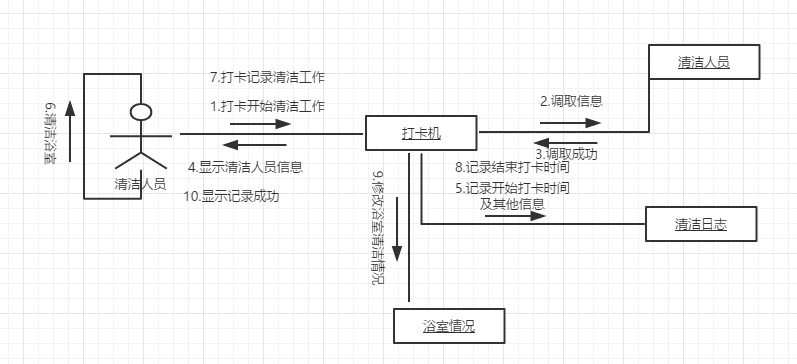 7.打卡记录清洁工作
1.打卡开始清洁工作
6.清洁浴室
清洁人员
4.显示清洁人员信息
10.显示记录成功
打卡机
2.调取信息
3.调取成功
清洁人员
8.记录结束打卡时间
5.记录开始打卡时间
及其他信息
9.修改浴室清洁情况
清洁日志
浴室情况